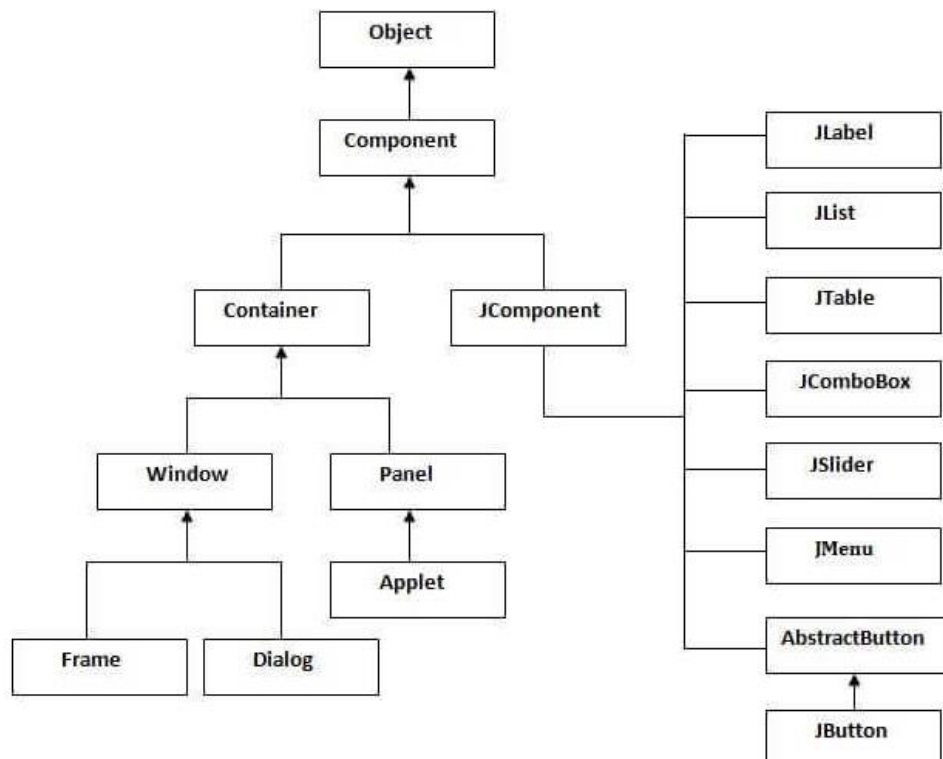 Object
Component
Container
JComponent
Window
Panel
Applet
Frame
Dialog
JLabel
JList
JTable
JComboBox
JSlider
JMenu
AbstractButton
JButton